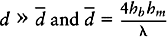 d ≫ d̅ and d̅ = 4h_b h_m / λ